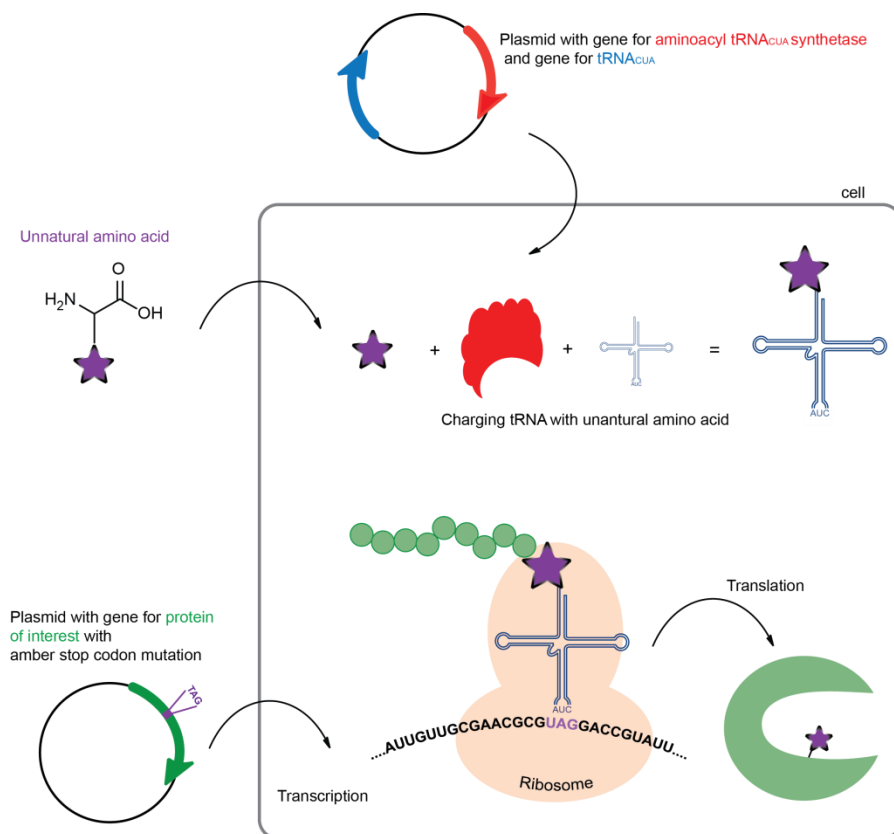 Plasmid with gene for aminoacyl tRNACUA synthetase
and gene for tRNACUA
cell
Unnatural amino acid
O
H2N
OH
+
+
=
AUC
AUC
Charging tRNA with unantural amino acid
Plasmid with gene for protein
of interest with
amber stop codon mutation
TAG
Translation
AUC
....AUUGUUGCGAACGCGUAGGACCGUAUU....
Ribosome
Transcription